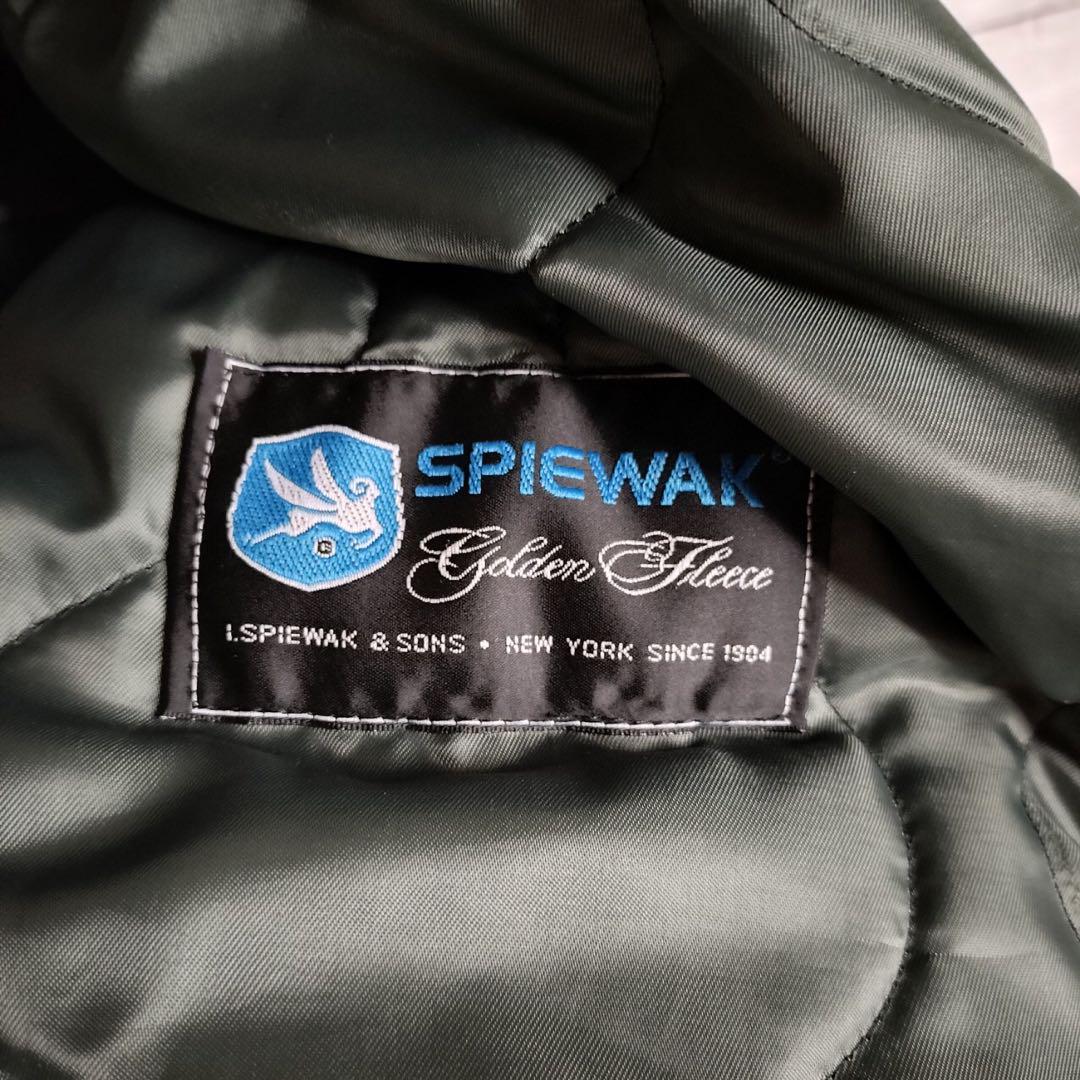 SPIEWAK®
Golden Fleece
I.SPIEWAK & SONS • NEW YORK SINCE 1904